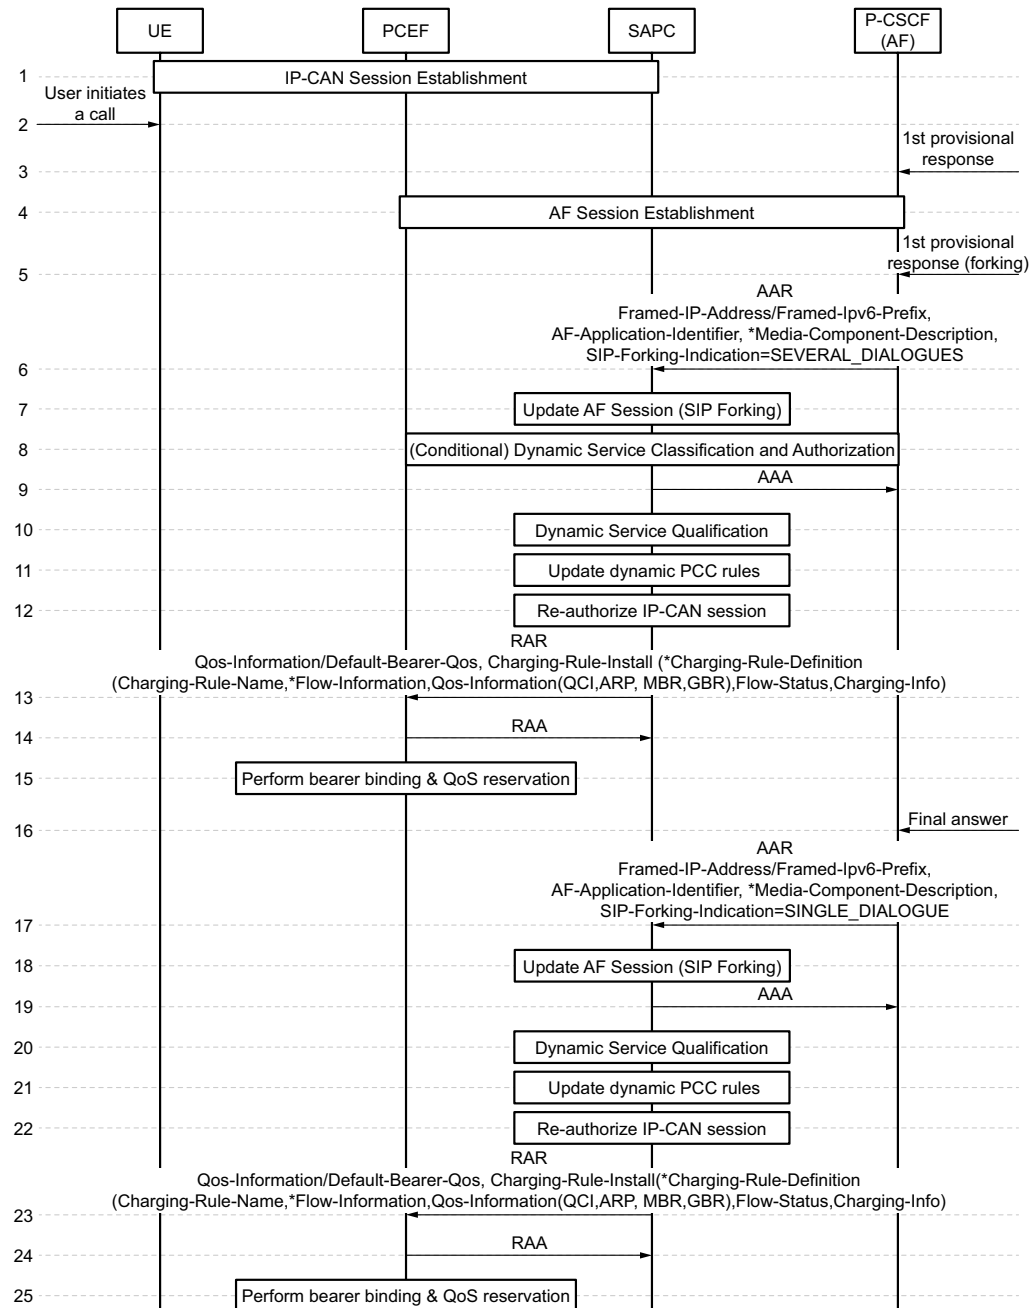 UE
PCEF
SAPC
P-CSCF
(AF)
1
IP-CAN Session Establishment
User initiates
a call
2
1st provisional
response
3
4
AF Session Establishment
1st provisional
response (forking)
5
AAR
Framed-IP-Address/Framed-Ipv6-Prefix,
AF-Application-Identifier, *Media-Component-Description,
SIP-Forking-Indication=SEVERAL_DIALOGUES
6
7
Update AF Session (SIP Forking)
8
(Conditional) Dynamic Service Classification and Authorization
AAA
9
10
Dynamic Service Qualification
11
Update dynamic PCC rules
12
Re-authorize IP-CAN session
RAR
Qos-Information/Default-Bearer-Qos, Charging-Rule-Install (*Charging-Rule-Definition
(Charging-Rule-Name,*Flow-Information,Qos-Information(QCI,ARP, MBR,GBR),Flow-Status,Charging-Info)
13
RAA
14
15
Perform bearer binding & QoS reservation
Final answer
16
AAR
Framed-IP-Address/Framed-Ipv6-Prefix,
AF-Application-Identifier, *Media-Component-Description,
SIP-Forking-Indication=SINGLE_DIALOGUE
17
18
Update AF Session (SIP Forking)
AAA
19
20
Dynamic Service Qualification
21
Update dynamic PCC rules
22
Re-authorize IP-CAN session
RAR
Qos-Information/Default-Bearer-Qos, Charging-Rule-Install(*Charging-Rule-Definition
(Charging-Rule-Name,*Flow-Information,Qos-Information(QCI,ARP, MBR,GBR),Flow-Status,Charging-Info)
23
RAA
24
25
Perform bearer binding & QoS reservation